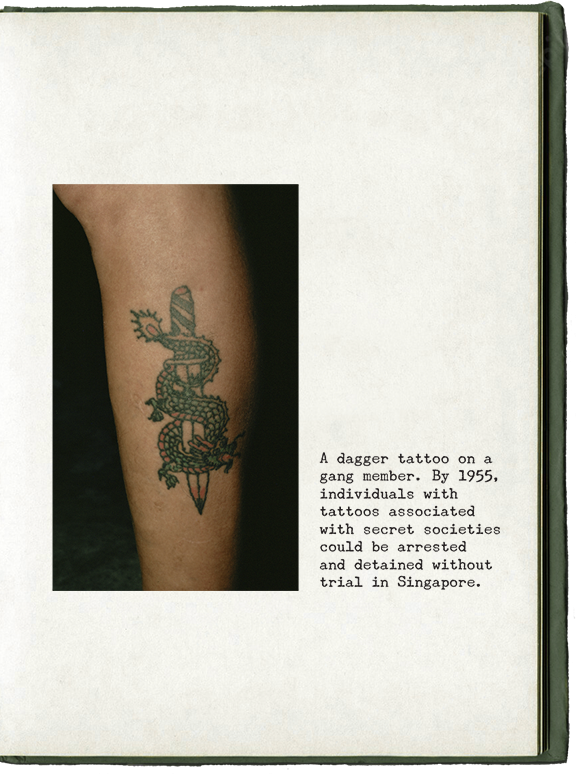 A dagger tattoo on a
gang member. By 1955,
individuals with
tattoos associated
with secret societies
could be arrested
and detained without
trial in Singapore.